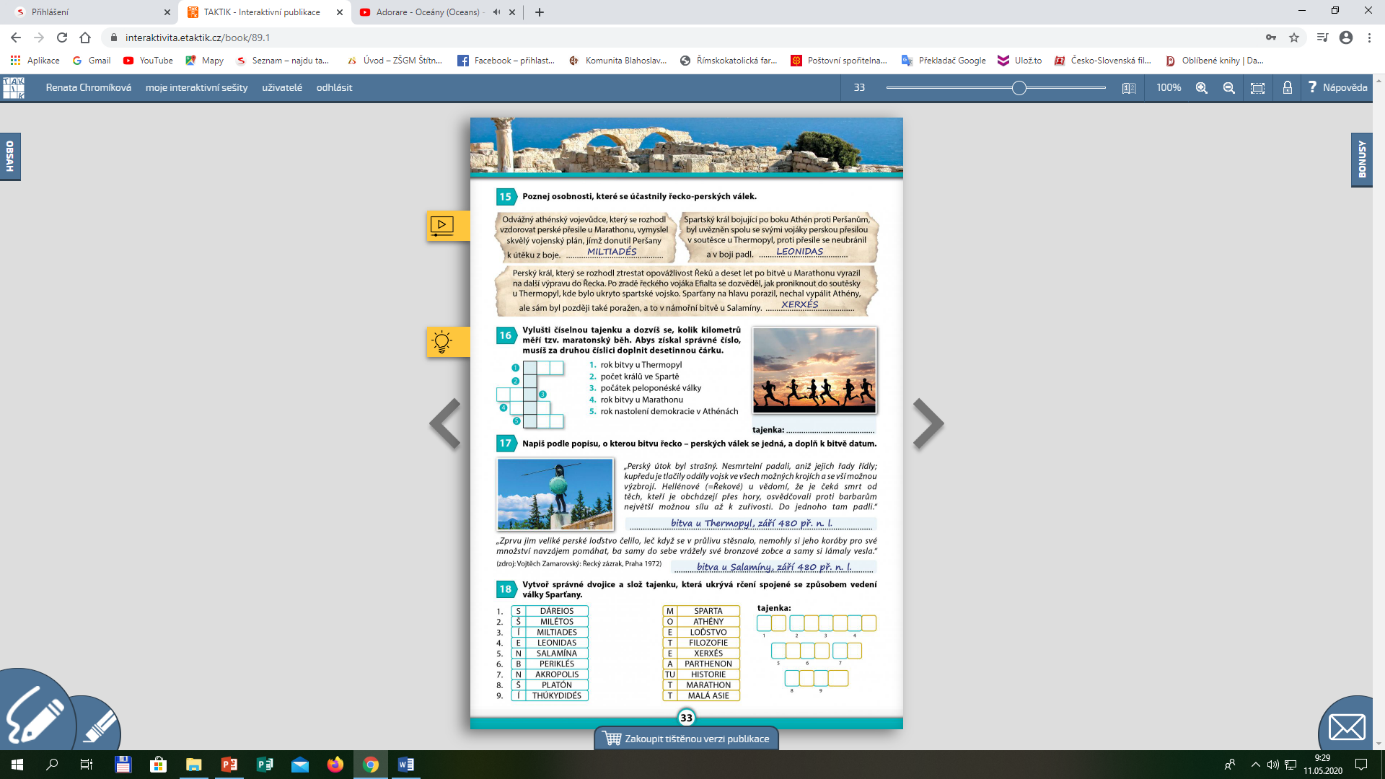 Přihlášení
TAKTIK - Interaktivní publikace
Adorare - Oceány (Oceans) -
interaktivita.etaktik.cz/book/89.1
Aplikace
Gmail
YouTube
Mapy
Seznam – najdu ta...
Úvod – ZŠGM Štítn...
Facebook – přihlast...
Komunita Blahoslav...
Římskokatolická far...
Poštovní spořitelna...
Překladač Google
Ulož.to
Česko-Slovenská fil...
Oblíbené knihy | Da...
Renata Chromíková moje interaktivní sešity uživatelé odhlásit
33
100%
? Nápověda
OBSAH
BONUSY
15 Poznej osobnosti, které se účastnily řecko-perských válek.
Odvážný athénský vojevůdce, který se rozhodl
vzdorovat perské přesile u Marathonu, vymyslel
skvělý vojenský plán, jímž donutil Peršany
k útěku z boje. MILTIADÉS
Spartský král bojující po boku Athén proti Peršanům,
byl uvězněn spolu se svými vojáky perskou přesilou
v soutěsce u Thermopyl, proti přesile se neubránil
a v boji padl. LEONIDAS
Perský král, který se rozhodl ztrestat opovážlivost Řeků a deset let po bitvě u Marathonu vyrazil
na další výpravu do Řecka. Po zradě řeckého vojáka Efialta se dozvěděl, jak proniknout do soutěsky
u Thermopyl, kde bylo ukryto spartské vojsko. Sparťany na hlavu porazil, nechal vypálit Athény,
ale sám byl později také poražen, a to v námořní bitvě u Salamíny. XERXÉS
16 Vylušti číselnou tajenku a dozvíš se, kolik kilometrů
měří tzv. maratonský běh. Abys získal správné číslo,
musíš za druhou číslici doplnit desetinnou čárku.
1
2
3
4
5
1. rok bitvy u Thermopyl
2. počet králů ve Spartě
3. počátek peloponéské války
4. rok bitvy u Marathonu
5. rok nastolení demokracie v Athénách
tajenka:
17 Napiš podle popisu, o kterou bitvu řecko – perských válek se jedná, a doplň k bitvě datum.
„Perský útok byl strašný. Nesmrtelní padali, aniž jejich řady řídly;
kupředu je tlačily oddíly vojsk ve všech možných krojích a se vší možnou
výzbrojí. Hellénové (=Řekové) u vědomí, že je čeká smrt od
těch, kteří je obcházejí přes hory, osvědčovali proti barbarům
největší možnou sílu až k zuřivosti. Do jednoho tam padli.“
bitva u Thermopyl, září 480 př. n. l.
„Zprvu jim veliké perské loďstvo čelilo, leč když se v průlivu stěsnalo, nemohly si jeho koráby pro své
množství navzájem pomáhat, ba samy do sebe vrážely své bronzové zobce a samy si lámaly vesla.“
(zdroj: Vojtěch Zamarovský: Řecký zázrak, Praha 1972)
bitva u Salamíny, září 480 př. n. l.
18 Vytvoř správné dvojice a slož tajenku, která ukrývá rčení spojené se způsobem vedení
války Sparťany.
1. S DÁREIOS
2. Š MILÉTOS
3. Í MILTIADES
4. E LEONIDAS
5. N SALAMÍNA
6. B PERIKLÉS
7. N AKROPOLIS
8. Š PLATÓN
9. Í THÚKYDIDÉS
M SPARTA
O ATHÉNY
E LOĎSTVO
T FILOZOFIE
E XERXÉS
A PARTHENON
TU HISTORIE
T MARATHON
T MALÁ ASIE
tajenka:
1 2 3 4
5 6 7
8 9
33
Zakoupit tištěnou verzi publikace
9:29
11.05.2020